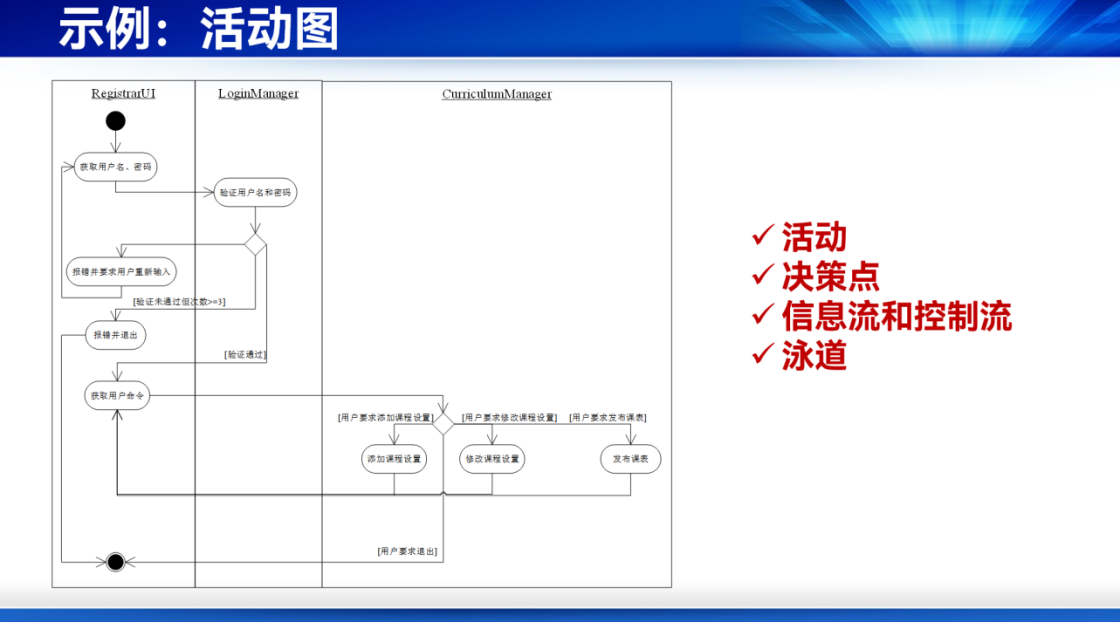 示例：活动图
RegistrarUI
LoginManager
CurriculumManager
获取用户名、密码
验证用户名和密码
报错并要求用户重新输入
[验证未通过但次数>=3]
报错并退出
[验证通过]
获取用户命令
[用户要求添加课程设置]
[用户要求修改课程设置]
[用户要求发布课表]
添加课程设置
修改课程设置
发布课表
[用户要求退出]
✓ 活动
✓ 决策点
✓ 信息流和控制流
✓ 泳道